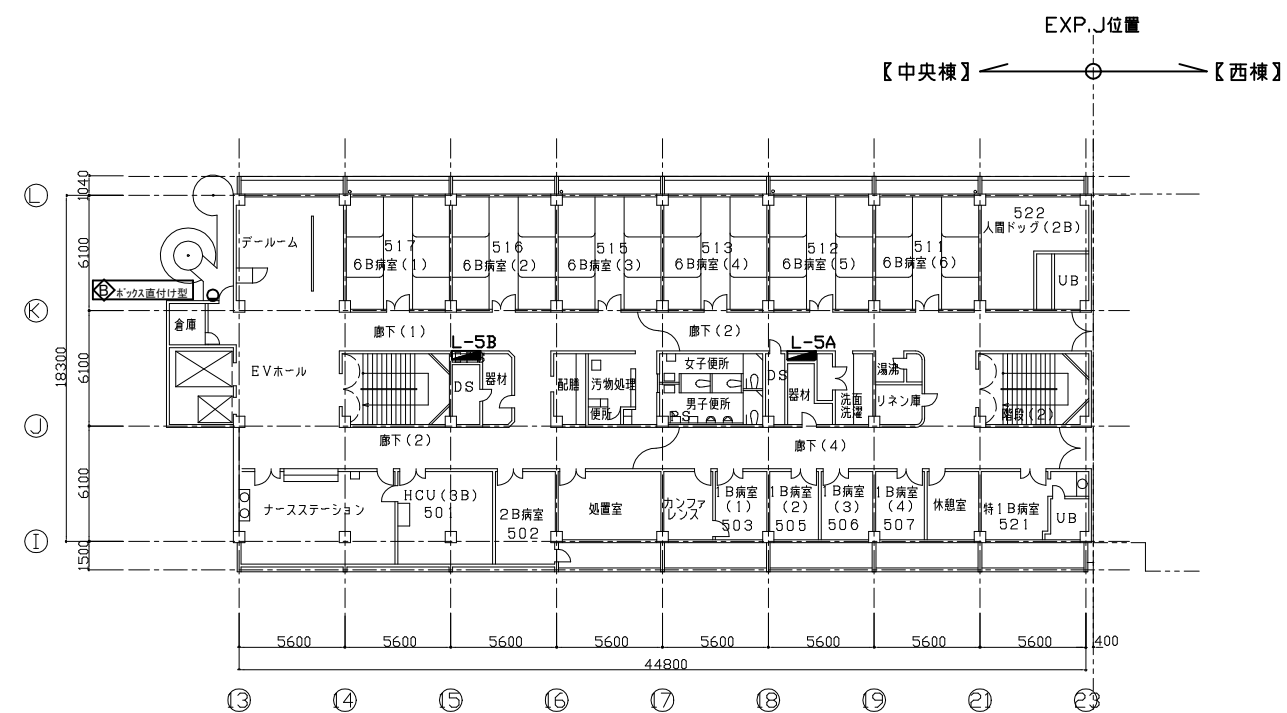 EXP.J位置
【中央棟】
【西棟】
1040
Ⓛ
522
人間ドッグ(2B)
デールーム
517
6B病室(1)
516
6B病室(2)
515
6B病室(3)
513
6B病室(4)
512
6B病室(5)
511
6B病室(6)
6100
UB
B
ボックス直付け型
Ⓚ
倉庫
廊下(1)
廊下(2)
L-5B
L-5A
18300
6100
EVホール
DS
器材
配膳
汚物処理
便所
女子便所
男子便所
PS
DS
器材
洗面
洗濯
湯沸
リネン庫
階段(2)
Ⓙ
廊下(2)
廊下(4)
6100
ナースステーション
HCU(3B)
501
2B病室
502
処置室
カンファ
レンス
1B病室
(1)
503
1B病室
(2)
505
1B病室
(3)
506
1B病室
(4)
507
休憩室
特1B病室
521
UB
Ⓘ
1500
5600
5600
5600
5600
5600
5600
5600
5600
400
44800
⑬
⑭
⑮
⑯
⑰
⑱
⑲
㉑
㉓